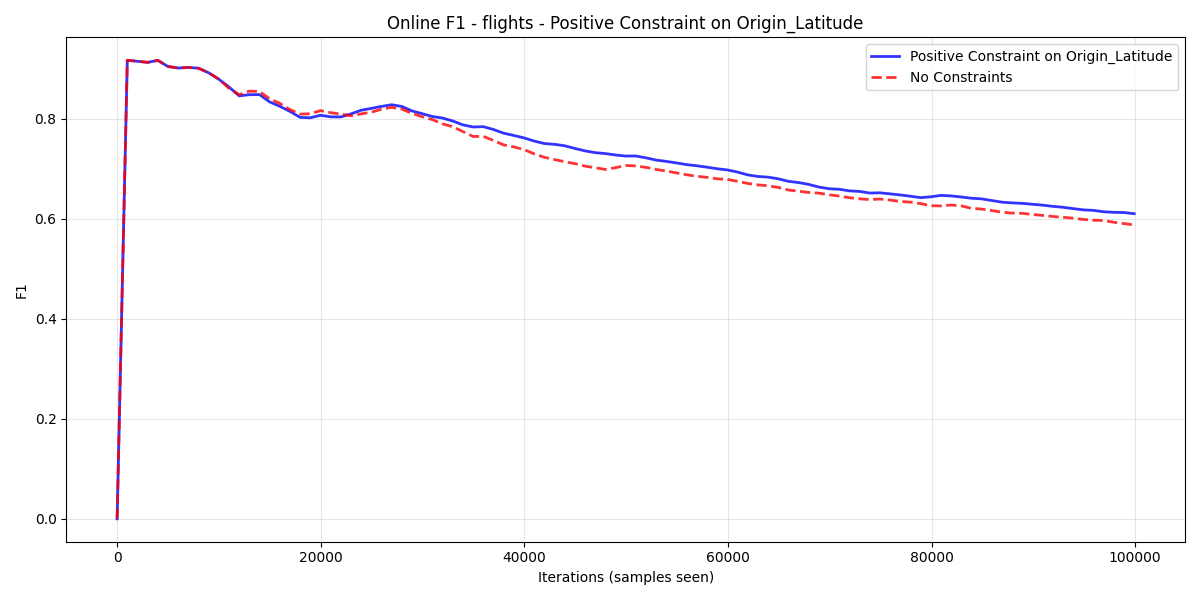 Online F1 - flights - Positive Constraint on Origin_Latitude
Positive Constraint on Origin_Latitude
No Constraints
F1
0.8
0.6
0.4
0.2
0.0
0
20000
40000
60000
80000
100000
Iterations (samples seen)